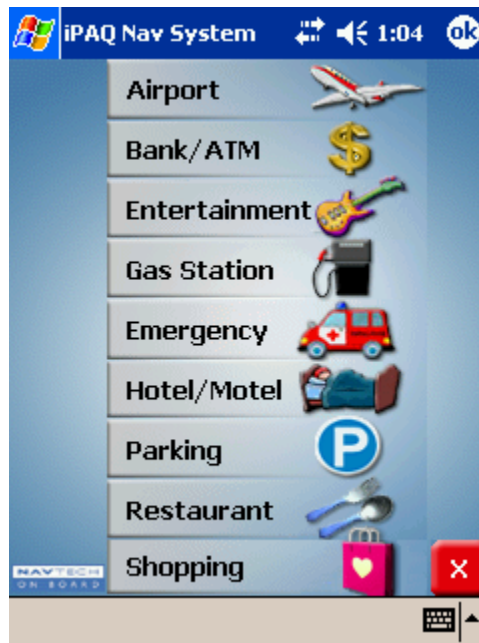 iPAQ Nav System 1:04 ok
Airport
Bank/ATM
Entertainment
Gas Station
Emergency
Hotel/Motel
Parking
P
Restaurant
Shopping
NAVTECH
ON BOARD
X